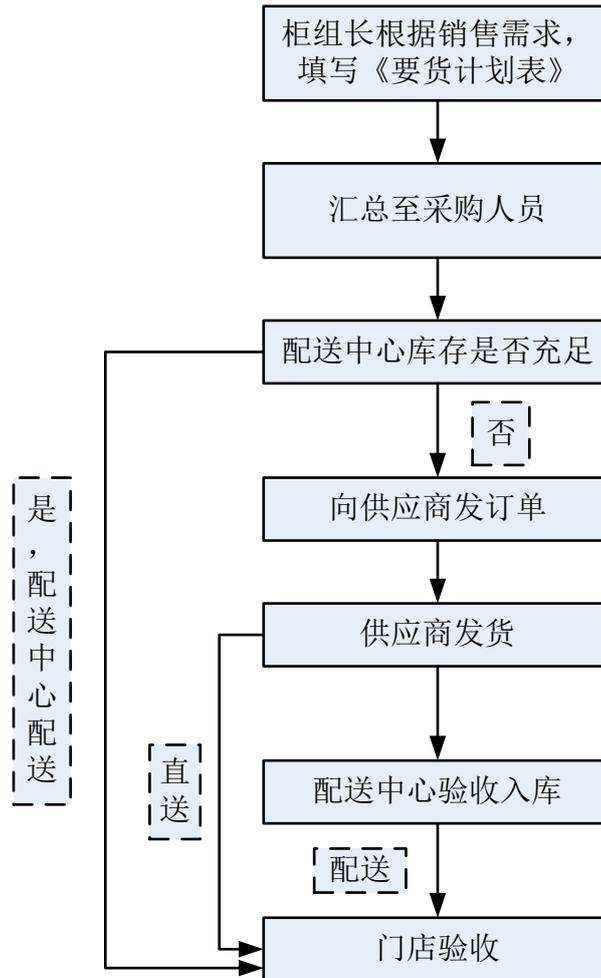 柜组长根据销售需求，
填写《要货计划表》
汇总至采购人员
配送中心库存是否充足
否
向供应商发订单
是，配送中心配送
供应商发货
直送
配送中心验收入库
配送
门店验收